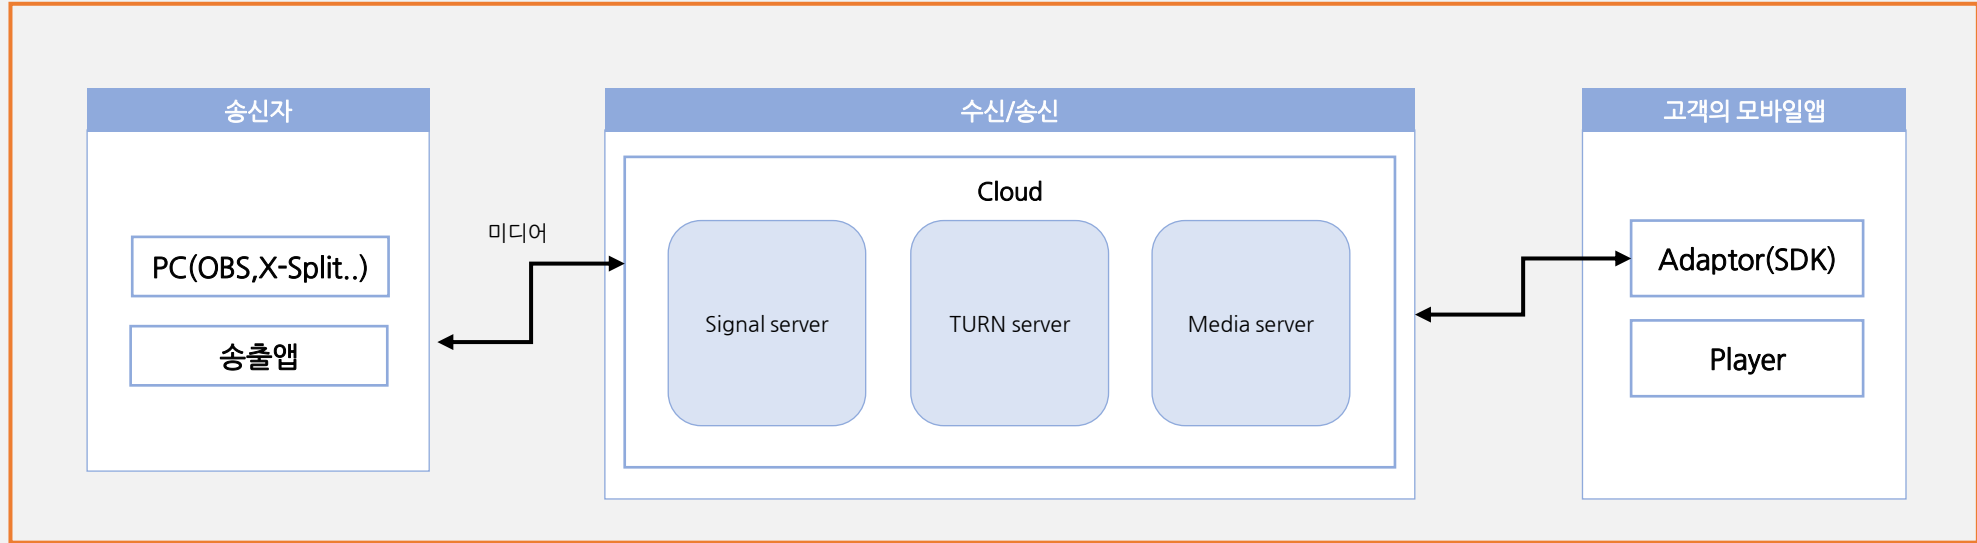 송신자
PC(OBS,X-Split..)
송출앱
미디어
수신/송신
Cloud
Signal server
TURN server
Media server
고객의 모바일앱
Adaptor(SDK)
Player